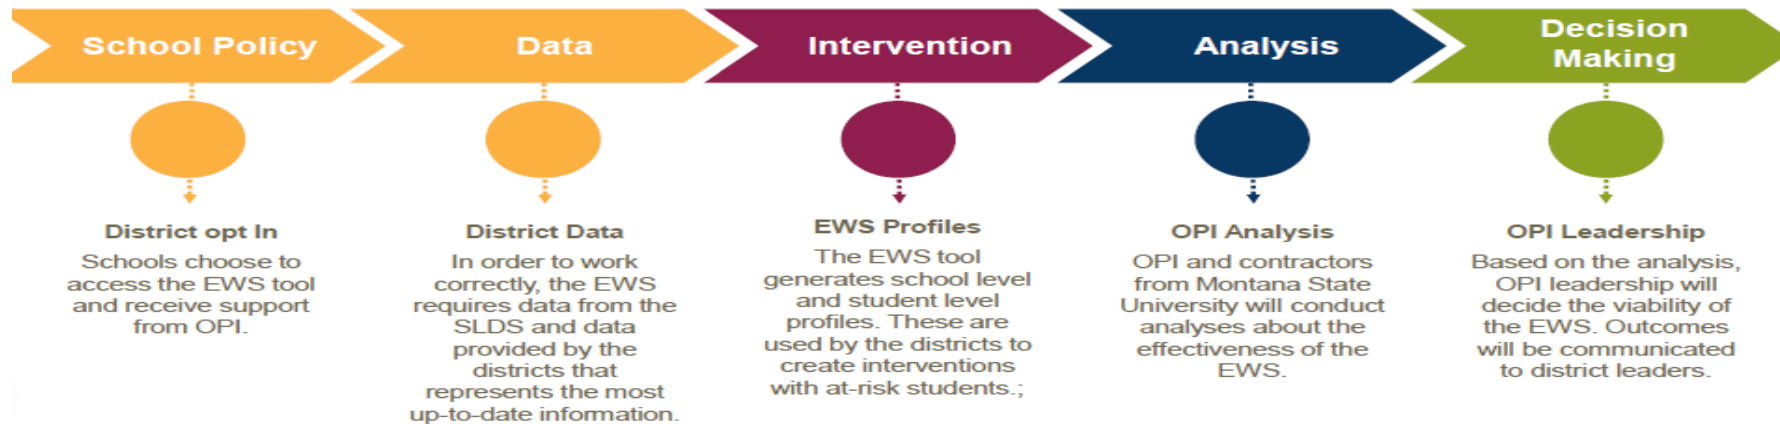 School Policy
Data
Intervention
Analysis
Decision
Making
District opt In
Schools choose to
access the EWS tool
and receive support
from OPI.
District Data
In order to work
correctly, the EWS
requires data from the
SLDS and data
provided by the
districts that
represents the most
up-to-date information.
EWS Profiles
The EWS tool
generates school level
and student level
profiles. These are
used by the districts to
create interventions
with at-risk students.;
OPI Analysis
OPI and contractors
from Montana State
University will conduct
analyses about the
effectiveness of the
EWS.
OPI Leadership
Based on the analysis,
OPI leadership will
decide the viability of
the EWS. Outcomes
will be communicated
to district leaders.